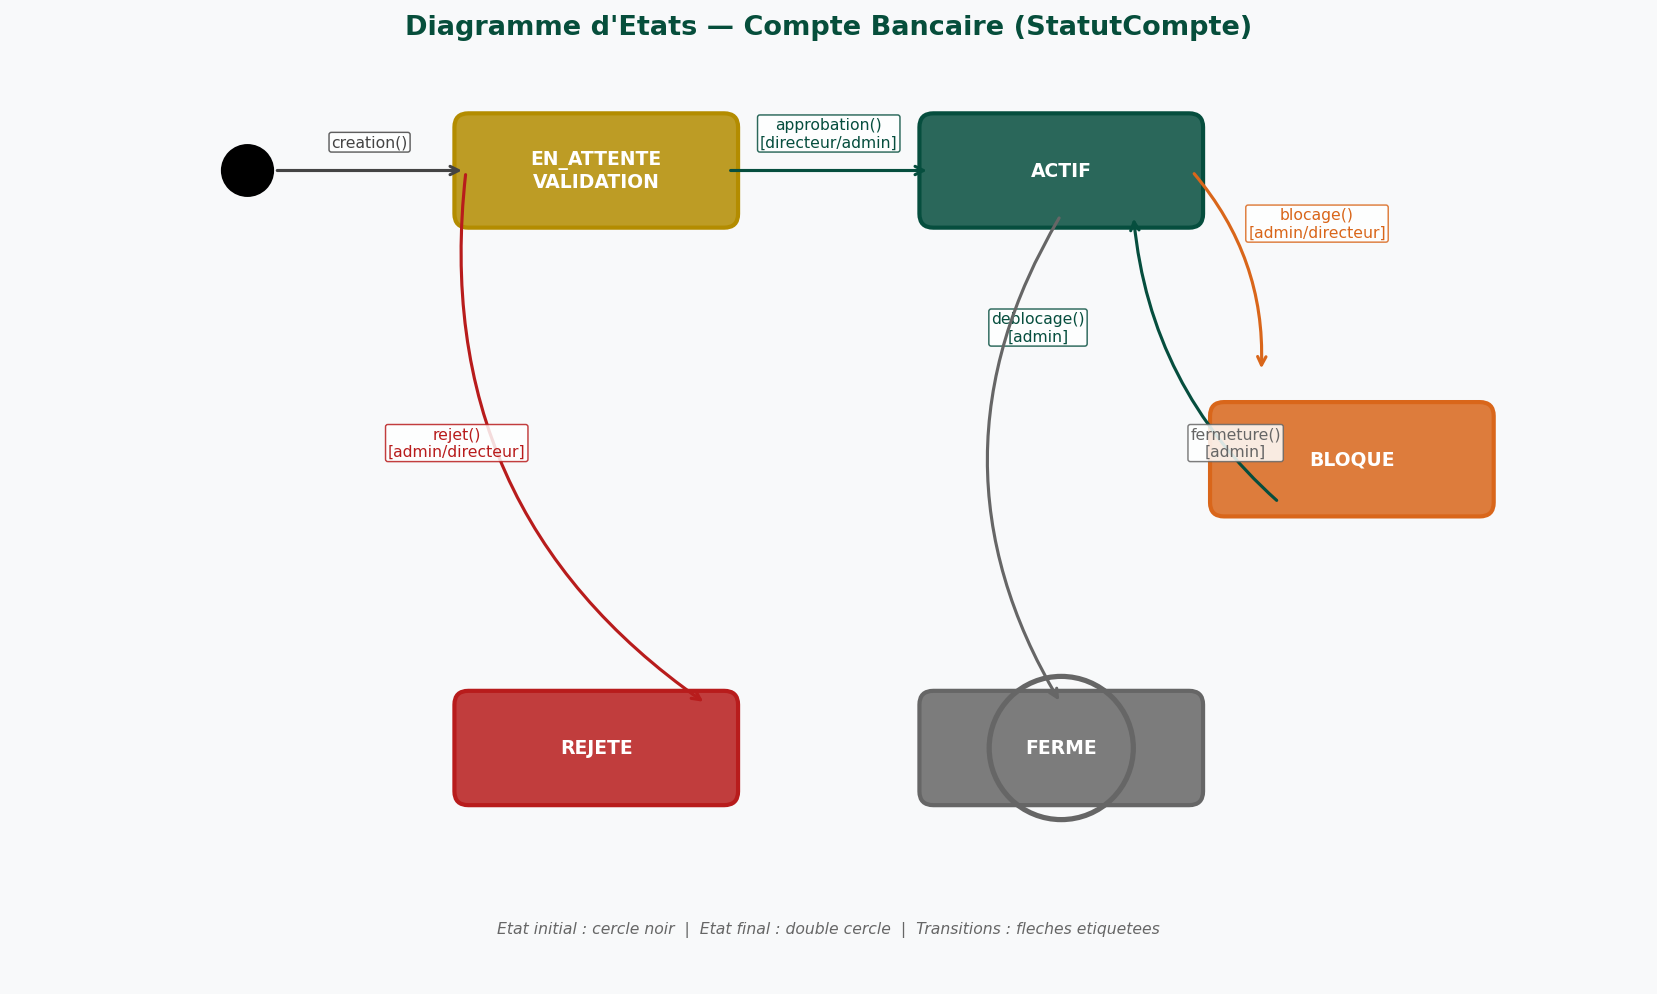 Diagramme d'Etats — Compte Bancaire (StatutCompte)
creation()
EN_ATTENTE
VALIDATION
approbation()
[directeur/admin]
ACTIF
blocage()
[admin/directeur]
deblocage()
[admin]
rejet()
[admin/directeur]
fermeture()
[admin]
BLOQUE
REJETE
FERME
Etat initial : cercle noir | Etat final : double cercle | Transitions : fleches etiquetees